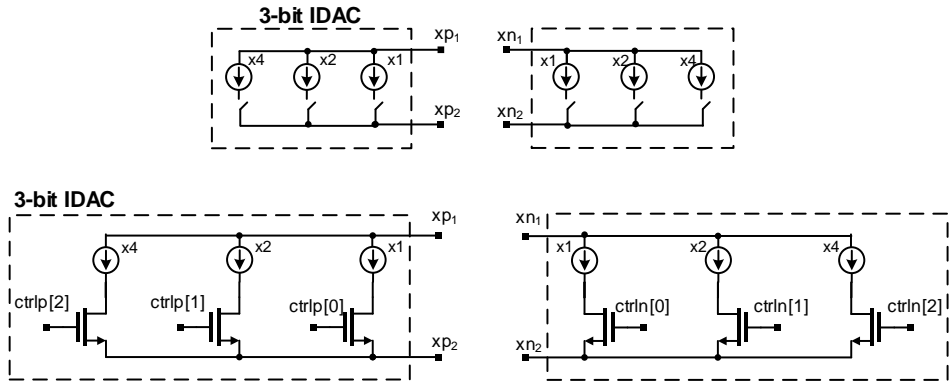 3-bit IDAC
xp1 xn1
x4 x2 x1 x1 x2 x4
xp2 xn2
3-bit IDAC
xp1 xn1
x4 x2 x1 x1 x2 x4
ctrlp[2] ctrlp[1] ctrlp[0] ctrln[0] ctrln[1] ctrln[2]
xp2 xn2